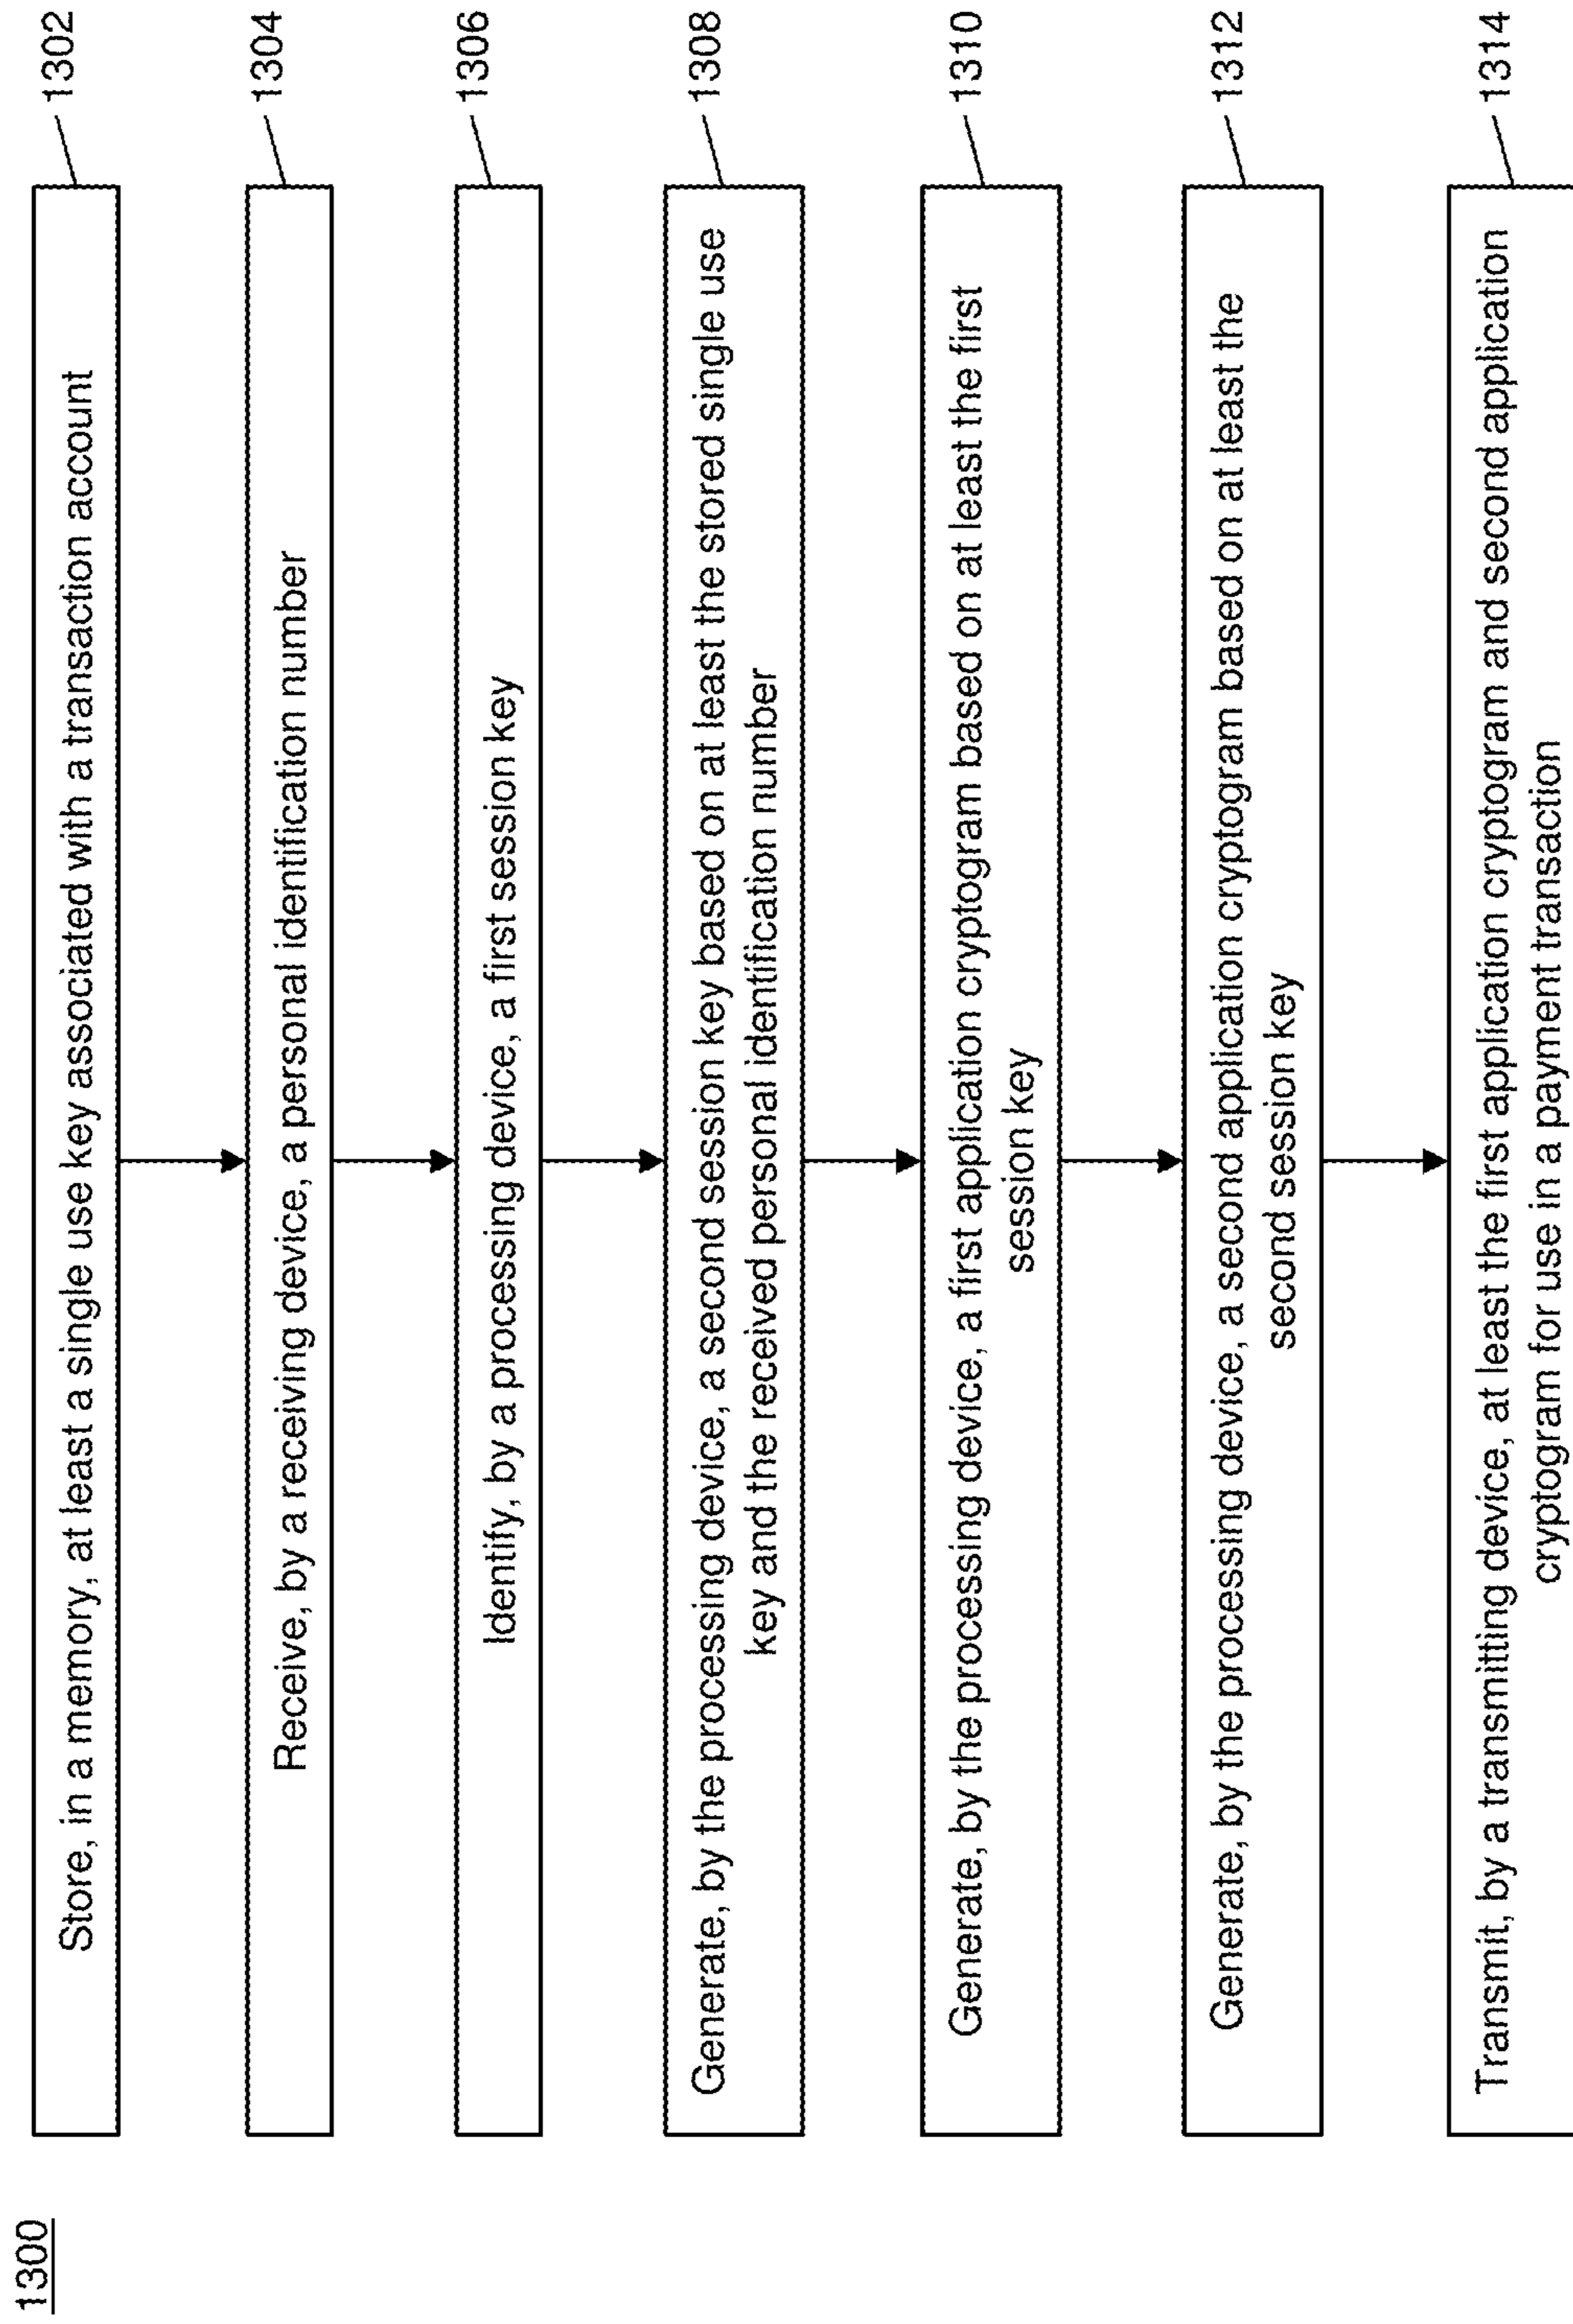 1300
Store, in a memory, at least a single use key associated with a transaction account
1302
Receive, by a receiving device, a personal identification number
1304
Identify, by a processing device, a first session key
1306
Generate, by the processing device, a second session key based on at least the stored single use
key and the received personal identification number
1308
Generate, by the processing device, a first application cryptogram based on at least the first
session key
1310
Generate, by the processing device, a second application cryptogram based on at least the
second session key
1312
Transmit, by a transmitting device, at least the first application cryptogram and second application
cryptogram for use in a payment transaction
1314